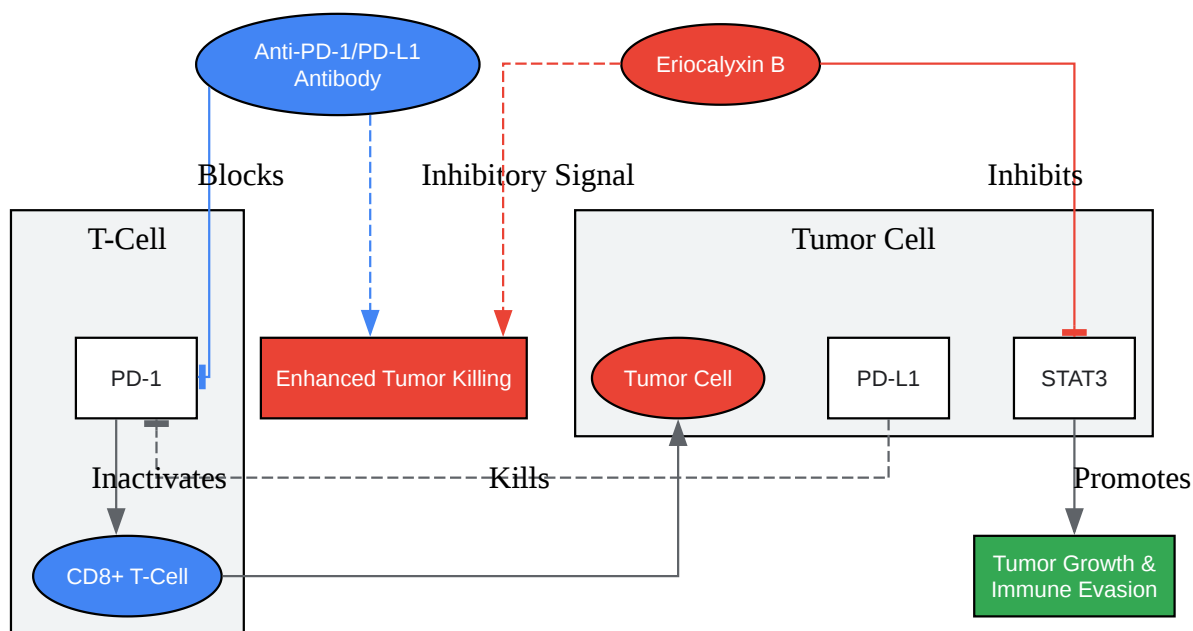 Anti-PD-1/PD-L1
Antibody
Eriocalyxin B
Blocks
Inhibitory Signal
Inhibits
T-Cell
Tumor Cell
PD-1
Enhanced Tumor Killing
Tumor Cell
PD-L1
STAT3
Inactivates
Kills
Promotes
CD8+ T-Cell
Tumor Growth &
Immune Evasion